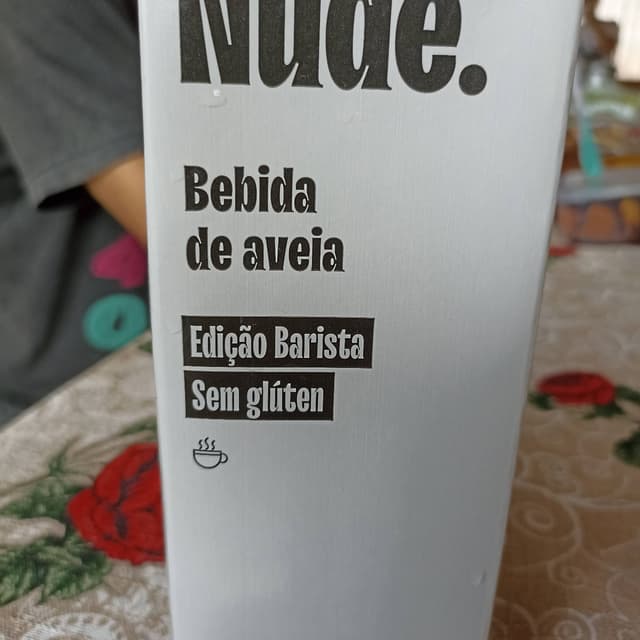 Nude.
Bebida
de aveia
Edição Barista
Sem glúten